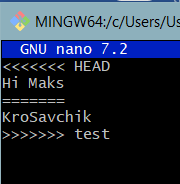 MINGW64:/c/Users/Us
GNU nano 7.2
<<<<<<< HEAD
Hi Maks
=======
KroSavchik
>>>>>>> test